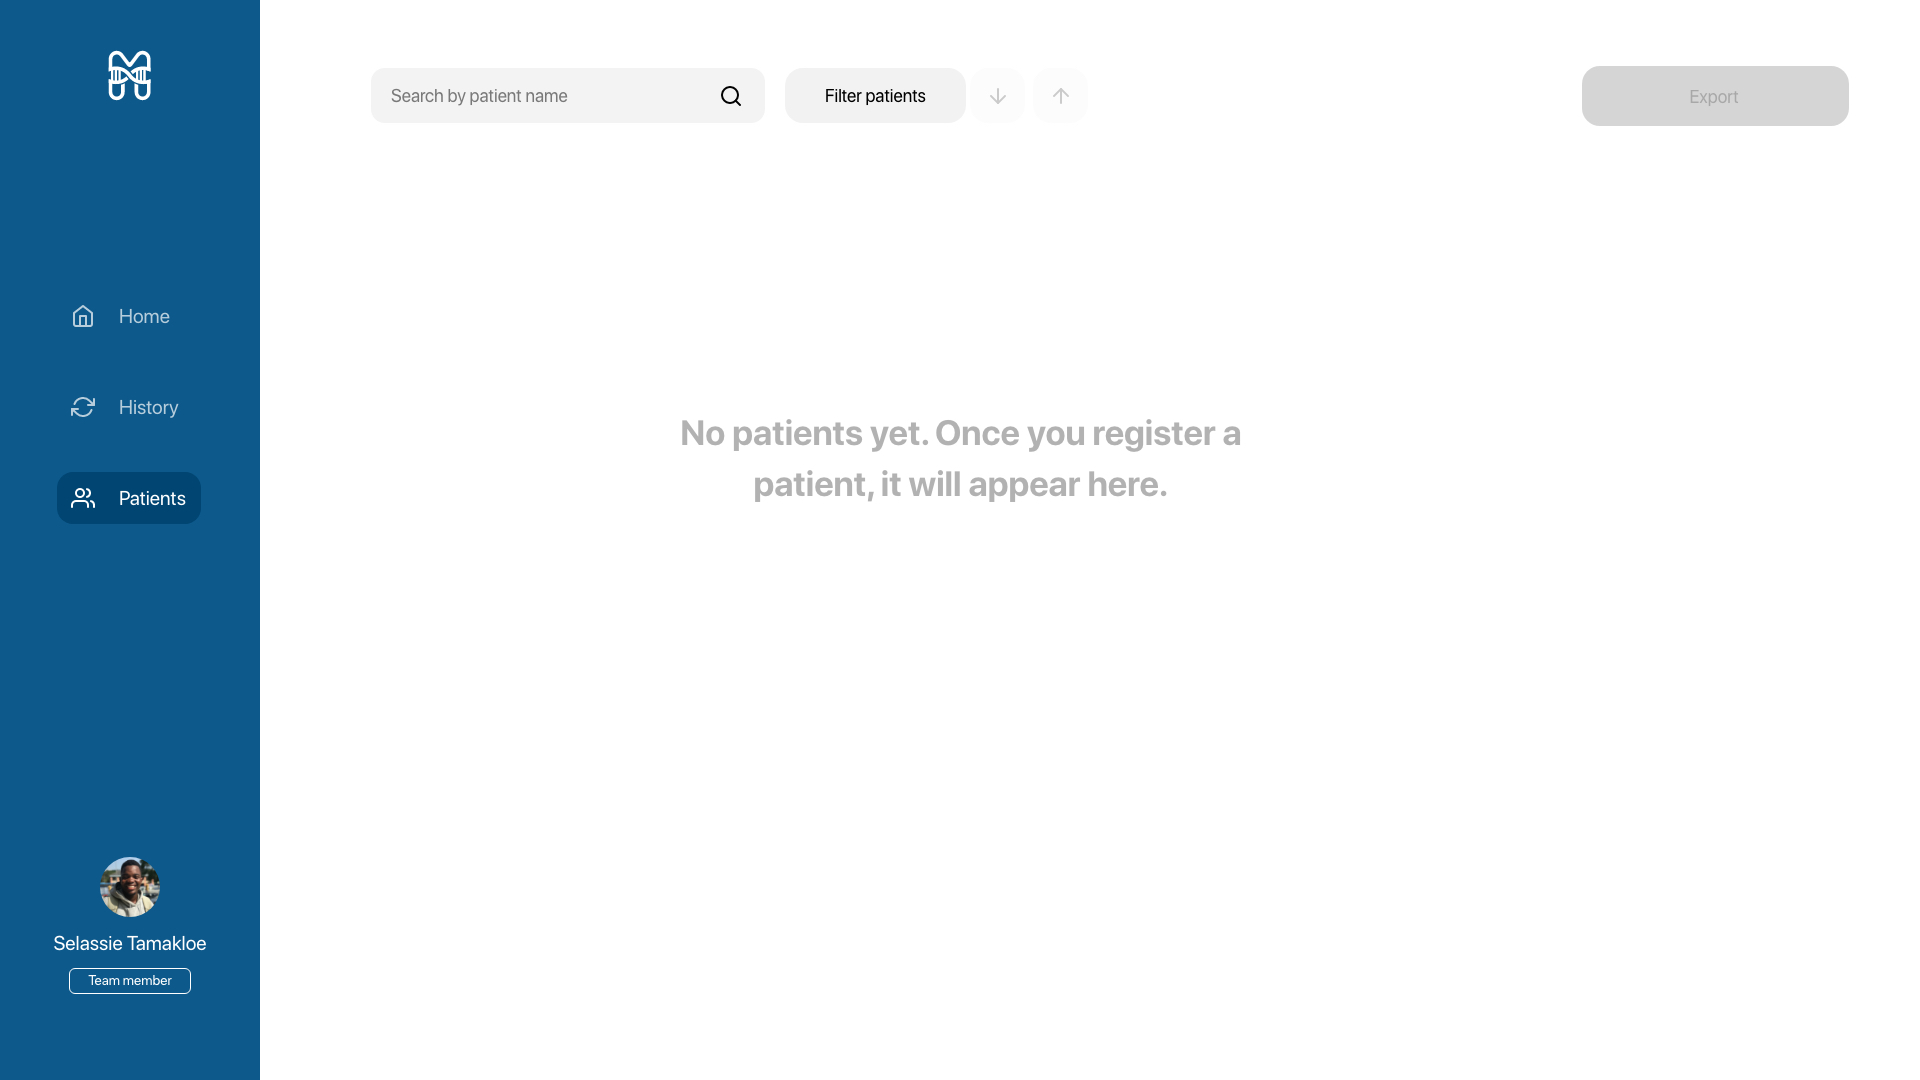 Search by patient name
Filter patients
Export
Home
History
Patients
No patients yet. Once you register a
patient, it will appear here.
Selassie Tamakloe
Team member